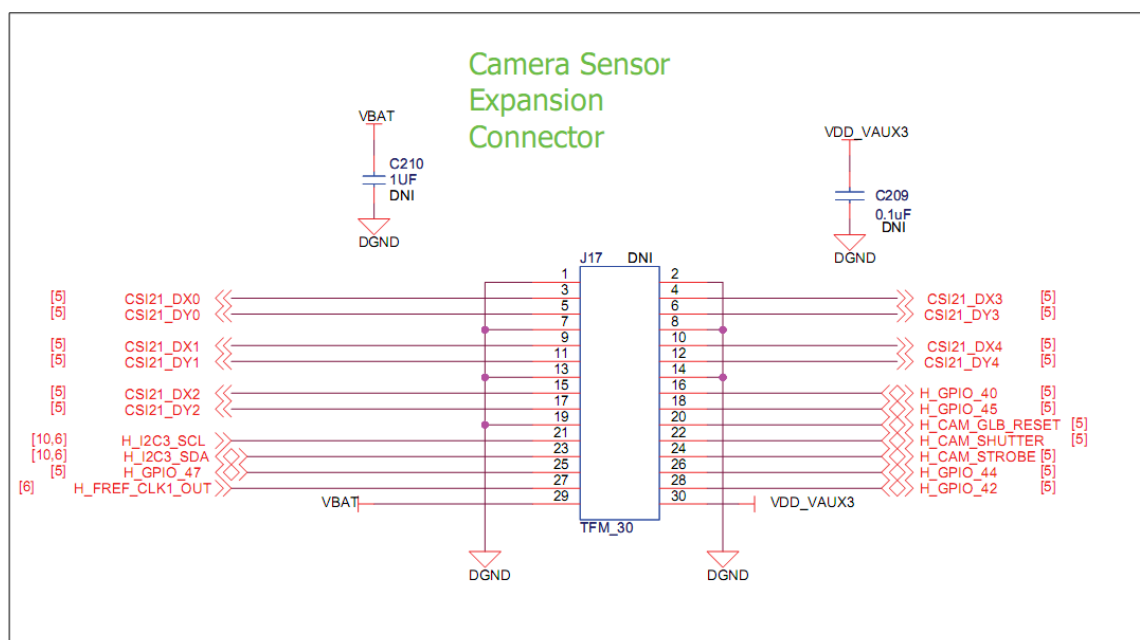 Camera Sensor
Expansion
Connector
VBAT
C210
1UF
DNI
DGND
VDD_VAUX3
C209
0.1uF
DNI
DGND
J17 DNI
1 2
[5] CSI21_DX0 3 4 CSI21_DX3 [5]
[5] CSI21_DY0 5 6 CSI21_DY3 [5]
7 8
[5] CSI21_DX1 9 10 CSI21_DX4 [5]
[5] CSI21_DY1 11 12 CSI21_DY4 [5]
13 14
[5] CSI21_DX2 15 16 H_GPIO_40 [5]
[5] CSI21_DY2 17 18 H_GPIO_45 [5]
19 20 H_CAM_GLB_RESET [5]
[10,6] H_I2C3_SCL 21 22 H_CAM_SHUTTER [5]
[10,6] H_I2C3_SDA 23 24 H_CAM_STROBE [5]
[5] H_GPIO_47 25 26 H_GPIO_44 [5]
[6] H_FREF_CLK1_OUT 27 28 H_GPIO_42 [5]
VBAT 29 30 VDD_VAUX3
TFM_30
DGND DGND